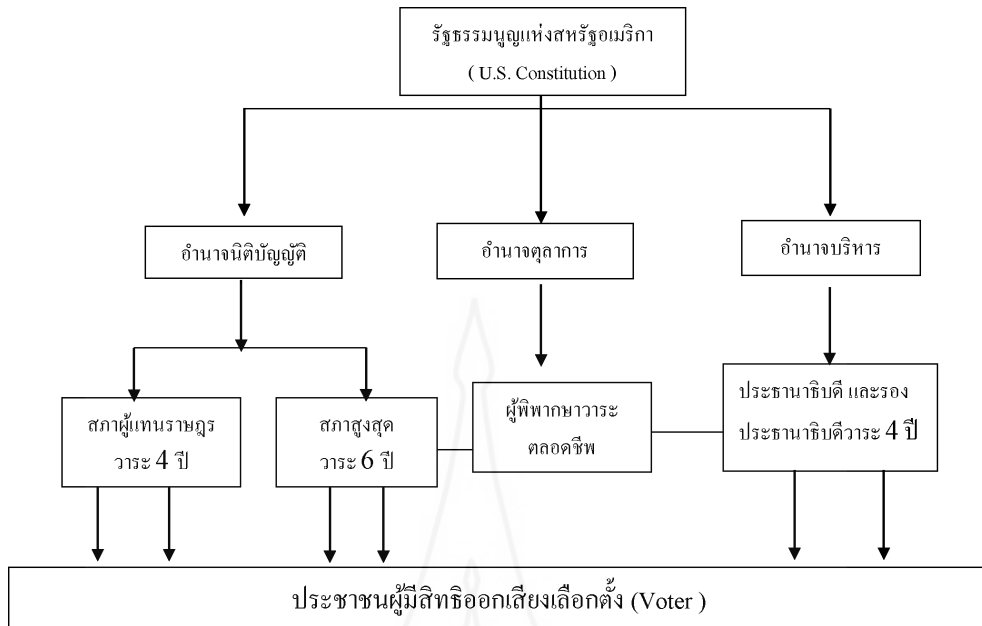 รัฐธรรมนูญแห่งสหรัฐอเมริกา
( U.S. Constitution )
อำนาจนิติบัญญัติ
อำนาจตุลาการ
อำนาจบริหาร
สภาผู้แทนราษฎร
วาระ 4 ปี
สภาสูงสุด
วาระ 6 ปี
ผู้พิพากษาวาระ
ตลอดชีพ
ประธานาธิบดี และรอง
ประธานาธิบดีวาระ 4 ปี
ประชาชนผู้มีสิทธิออกเสียงเลือกตั้ง (Voter )